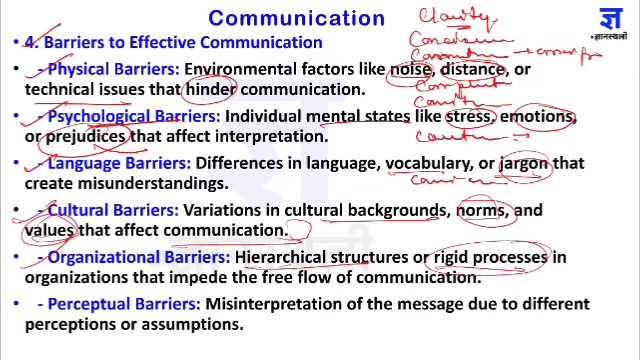 Communication
ज्ञ
•ज्ञानस्थली
Clarity
• 4. Barriers to Effective Communication
• - Physical Barriers: Environmental factors like noise, distance, or
technical issues that hinder communication.
• - Psychological Barriers: Individual mental states like stress, emotions,
or prejudices that affect interpretation.
• - Language Barriers: Differences in language, vocabulary, or jargon that
create misunderstandings.
• - Cultural Barriers: Variations in cultural backgrounds, norms, and
values that affect communication.
• - Organizational Barriers: Hierarchical structures or rigid processes in
organizations that impede the free flow of communication.
• - Perceptual Barriers: Misinterpretation of the message due to different
perceptions or assumptions.